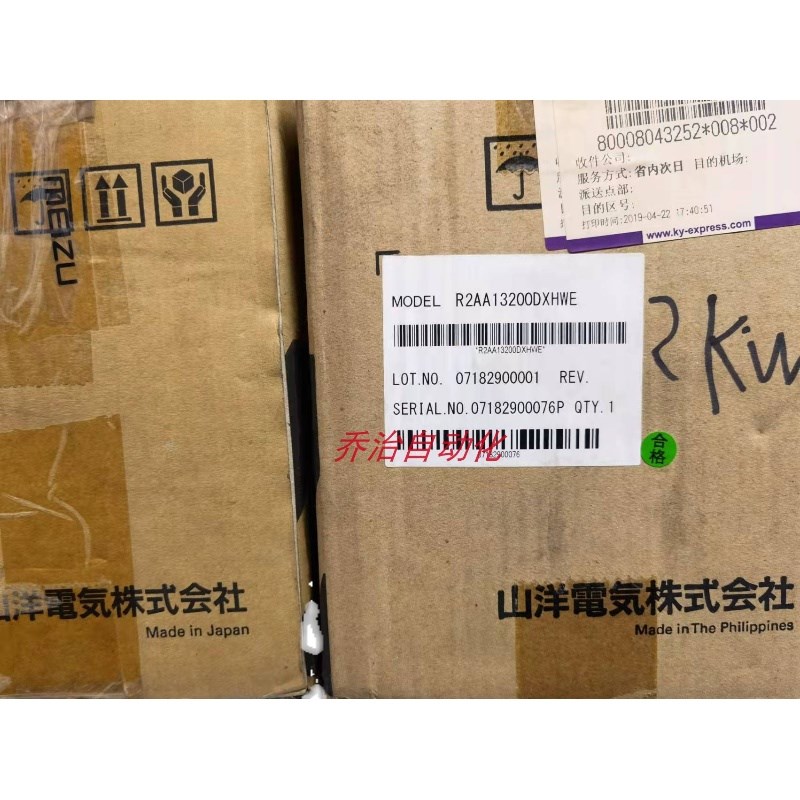 MEIZU
山洋電気株式会社
Made in Japan
80008043252*008*002
收件公司:
服务方式:省内次日 目的机场:
派送点部:
目的区号:
打印时间:2019-04-22 17:40:51
www.ky-express.com
MODEL R2AA13200DXHWE
*R2AA13200DXHWE*
LOT.NO. 07182900001 REV.
SERIAL.NO.07182900076P QTY.1
乔治自动化
07182900076
合格
山洋電気株式会社
Made in The Philippines